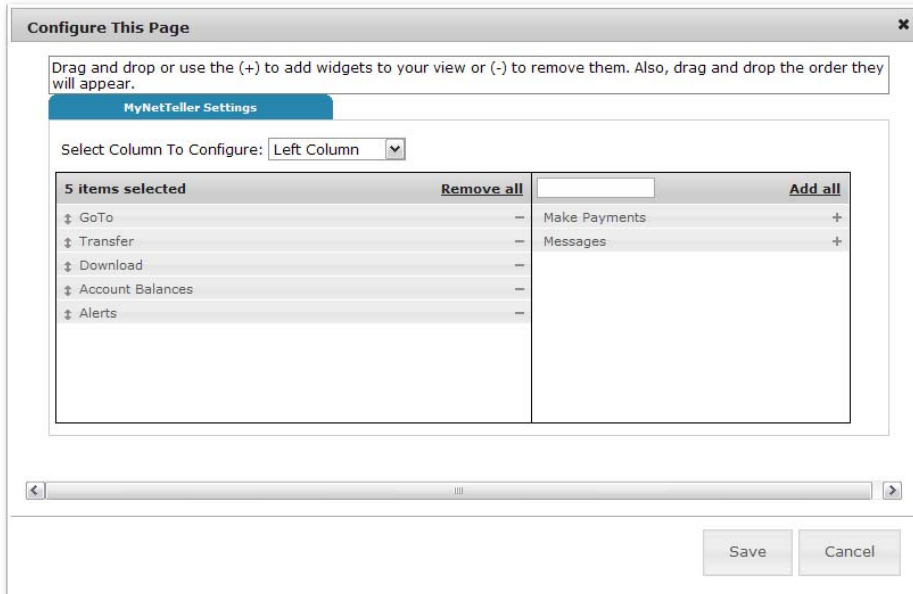 Configure This Page
Drag and drop or use the (+) to add widgets to your view or (-) to remove them. Also, drag and drop the order they
will appear.
MyNetTeller Settings
Select Column To Configure: Left Column
5 items selected Remove all Add all
GoTo − Make Payments +
Transfer − Messages +
Download −
Account Balances −
Alerts −
Save Cancel